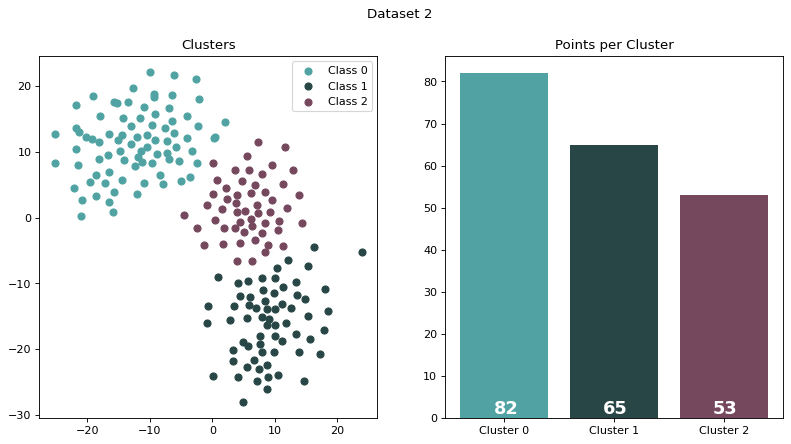 Dataset 2
Clusters
Points per Cluster
Class 0
Class 1
Class 2
20
10
0
−10
−20
−30
−20
−10
0
10
20
80
70
60
50
40
30
20
10
0
82
65
53
Cluster 0
Cluster 1
Cluster 2